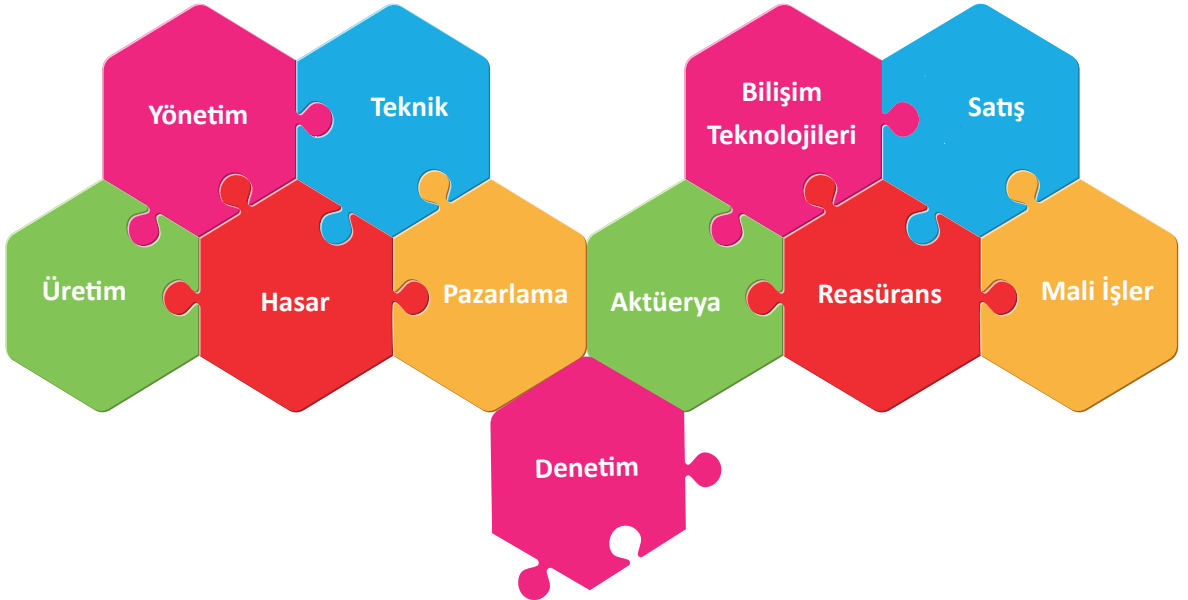 Yönetim
Teknik
Bilişim
Teknolojileri
Satış
Üretim
Hasar
Pazarlama
Aktüerya
Reasürans
Mali İşler
Denetim